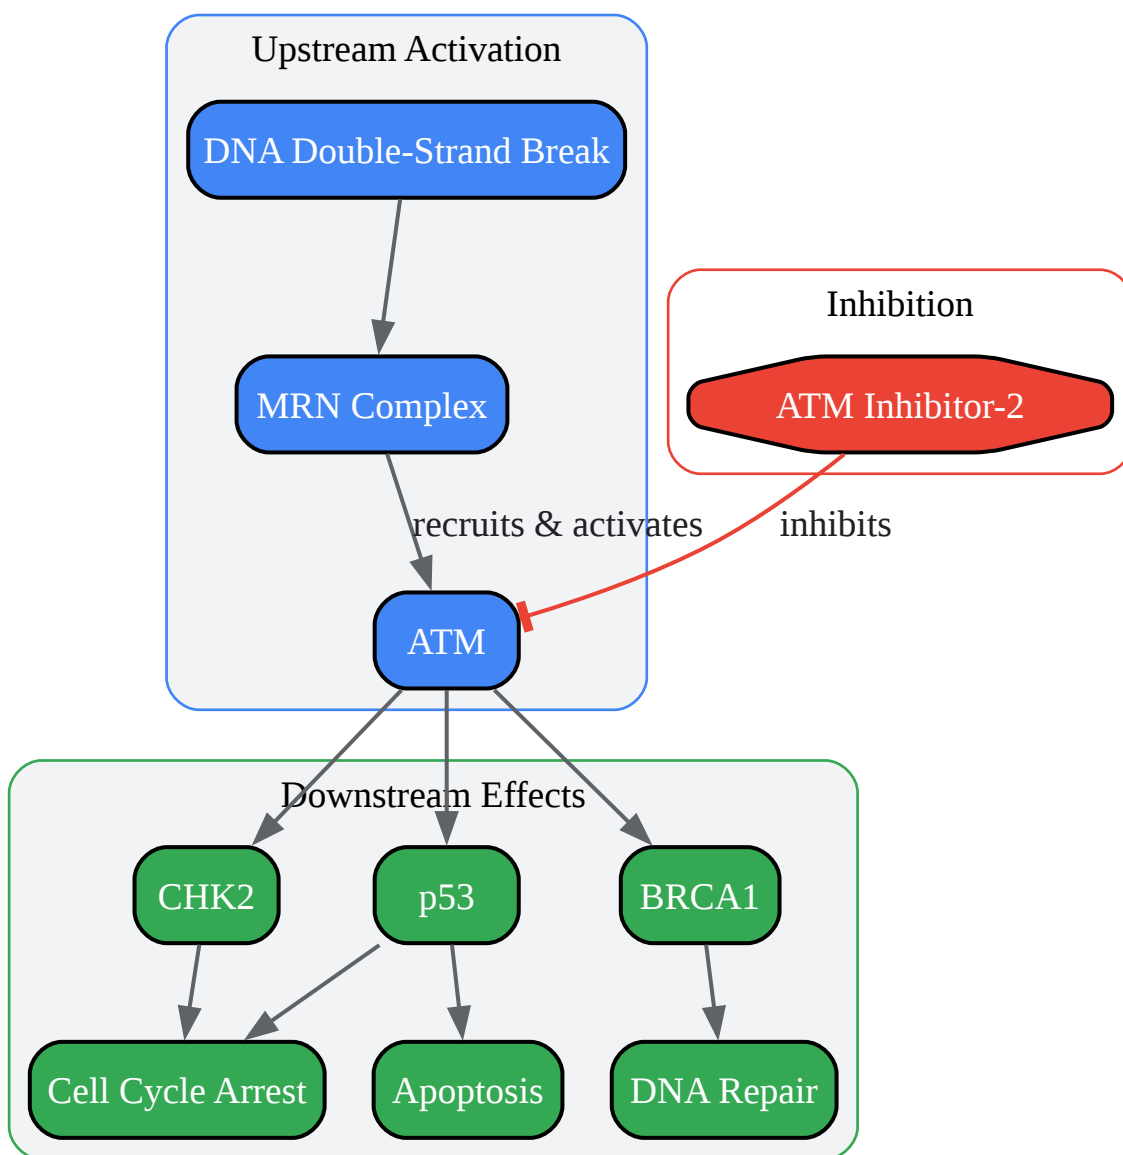 Upstream Activation
DNA Double-Strand Break
Inhibition
MRN Complex
ATM Inhibitor-2
recruits & activates
inhibits
ATM
Downstream Effects
CHK2
p53
BRCA1
Cell Cycle Arrest
Apoptosis
DNA Repair